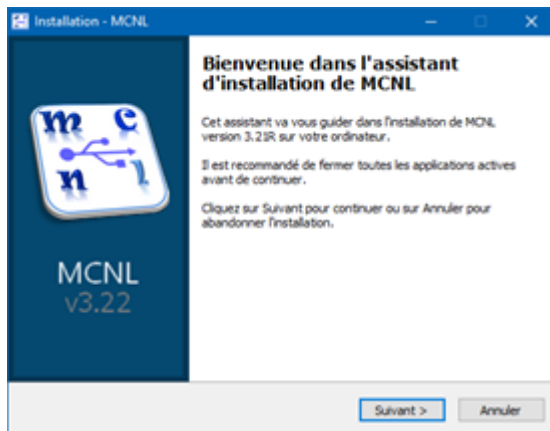 Installation - MCNL
Bienvenue dans l'assistant
d'installation de MCNL
Cet assistant va vous guider dans l'installation de MCNL
version 3.21R sur votre ordinateur.
Il est recommandé de fermer toutes les applications actives
avant de continuer.
Cliquez sur Suivant pour continuer ou sur Annuler pour
abandonner l'installation.
m c
n l
MCNL
v3.22
Suivant >
Annuler